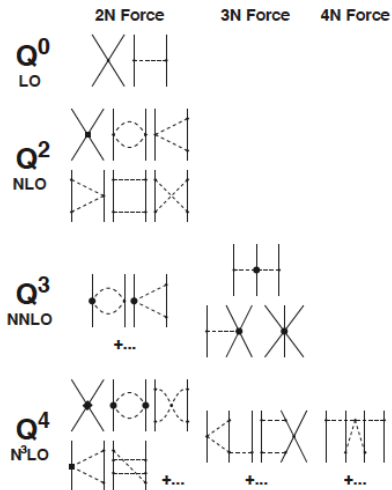 2N Force 3N Force 4N Force
Q⁰
LO
Q²
NLO
Q³
NNLO
+...
Q⁴
N³LO
+... +... +...